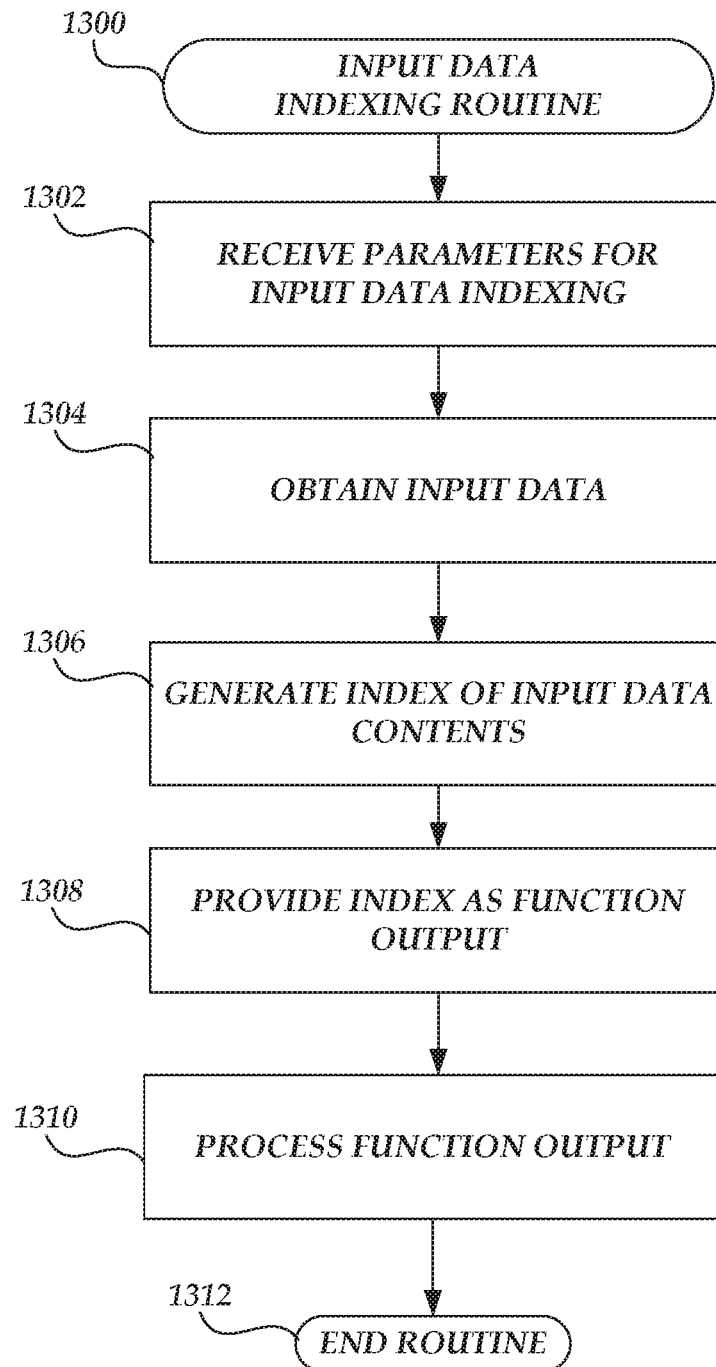 1300
INPUT DATA
INDEXING ROUTINE
1302
RECEIVE PARAMETERS FOR
INPUT DATA INDEXING
1304
OBTAIN INPUT DATA
1306
GENERATE INDEX OF INPUT DATA
CONTENTS
1308
PROVIDE INDEX AS FUNCTION
OUTPUT
1310
PROCESS FUNCTION OUTPUT
1312
END ROUTINE